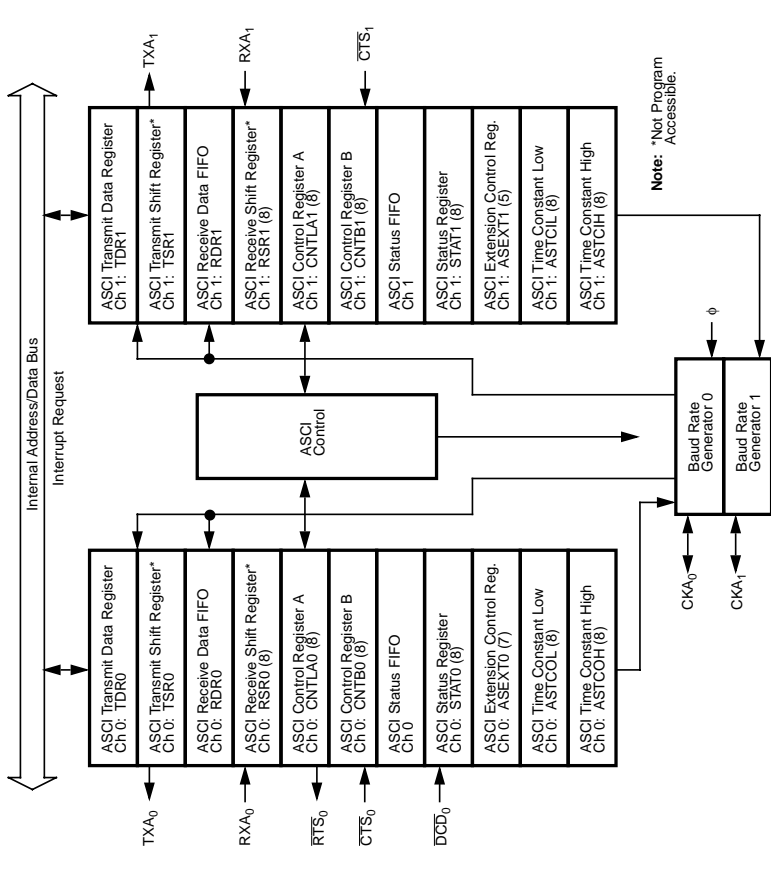 Internal Address/Data Bus
Interrupt Request
ASCI Transmit Data Register
Ch 0: TDR0
ASCI Transmit Shift Register*
Ch 0: TSR0
ASCI Receive Data FIFO
Ch 0: RDR0
ASCI Receive Shift Register*
Ch 0: RSR0 (8)
ASCI Control Register A
Ch 0: CNTLA0 (8)
ASCI Control Register B
Ch 0: CNTB0 (8)
ASCI Status FIFO
Ch 0
ASCI Status Register
Ch 0: STAT0 (8)
ASCI Extension Control Reg.
Ch 0: ASEXT0 (7)
ASCI Time Constant Low
Ch 0: ASTCOL (8)
ASCI Time Constant High
Ch 0: ASTCOH (8)
TXA0
RXA0
RTS0
CTS0
DCD0
ASCI
Control
ASCI Transmit Data Register
Ch 1: TDR1
ASCI Transmit Shift Register*
Ch 1: TSR1
ASCI Receive Data FIFO
Ch 1: RDR1
ASCI Receive Shift Register*
Ch 1: RSR1 (8)
ASCI Control Register A
Ch 1: CNTLA1 (8)
ASCI Control Register B
Ch 1: CNTB1 (8)
ASCI Status FIFO
Ch 1
ASCI Status Register
Ch 1: STAT1 (8)
ASCI Extension Control Reg.
Ch 1: ASEXT1 (5)
ASCI Time Constant Low
Ch 1: ASTCIL (8)
ASCI Time Constant High
Ch 1: ASTCIH (8)
TXA1
RXA1
CTS1
CKA0
CKA1
Baud Rate
Generator 0
Baud Rate
Generator 1
ϕ
Note: *Not Program
Accessible.